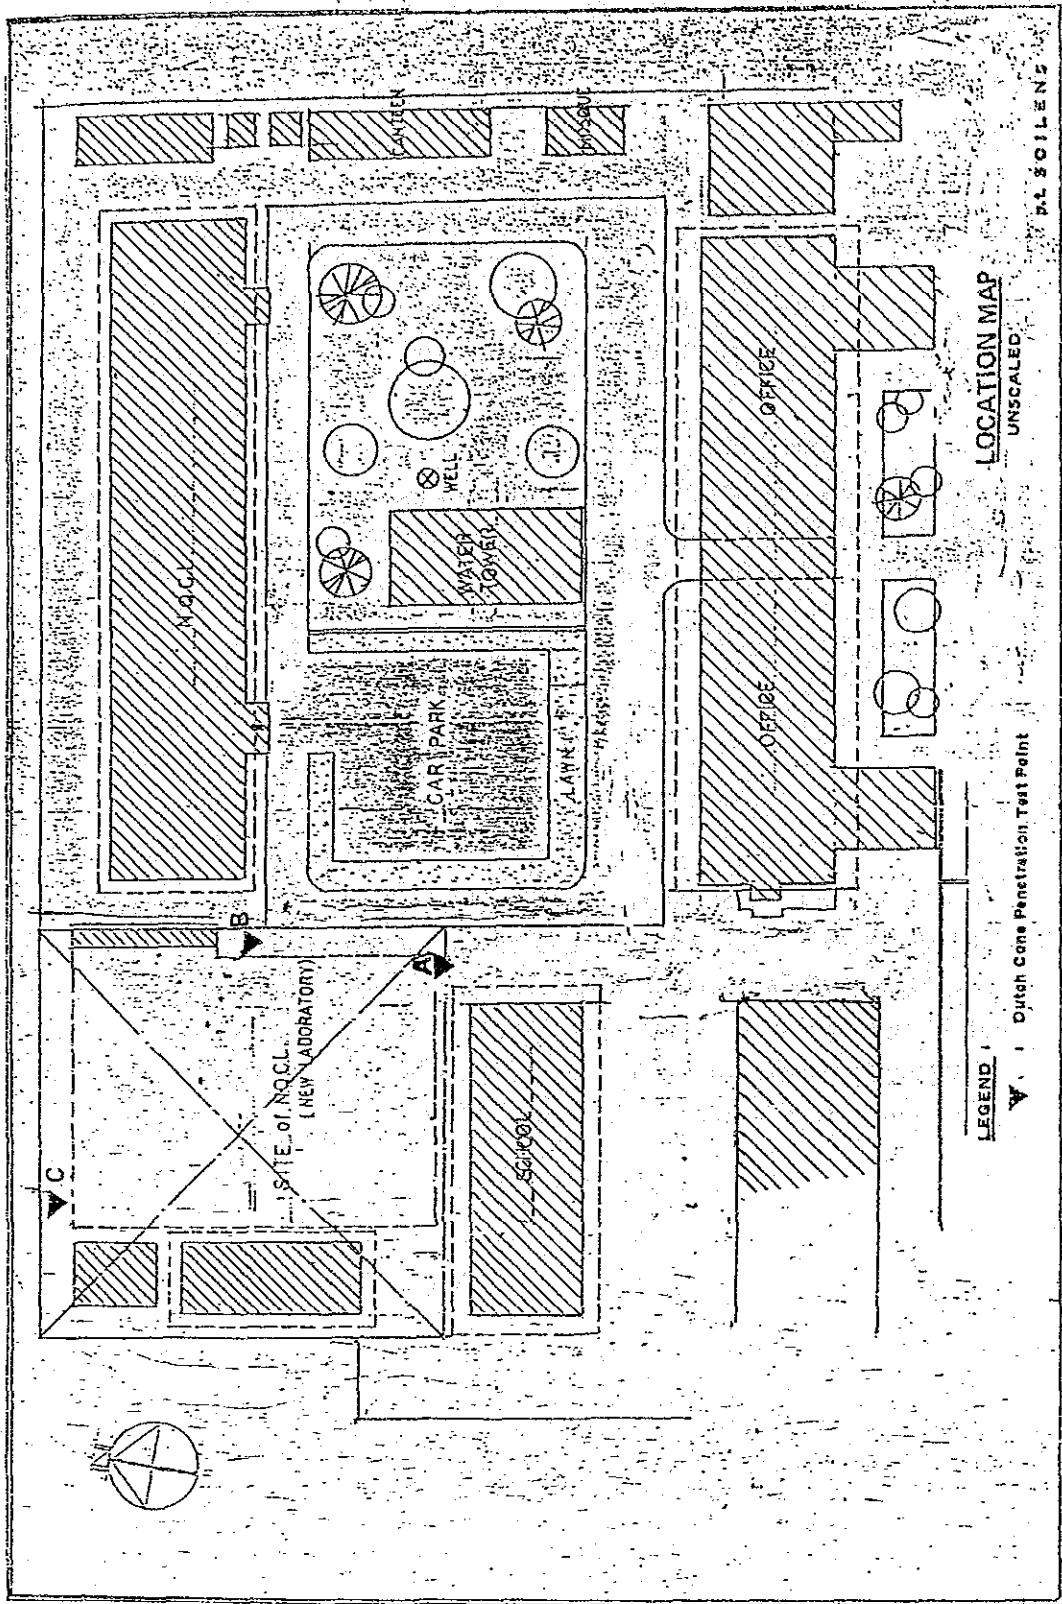 CANTEEN
MOSQUE
N.Q.C.L.
WELL
WATER
TOWER
CAR PARK
LAWN
OFFICE
OFFICE
B
A
C
SITE of N.Q.C.L.
(NEW LABORATORY)
SCHOOL
N
LOCATION MAP
UNSCALED
LEGEND :
: Dutch Cone Penetration Test Point
p.t. SOILENS